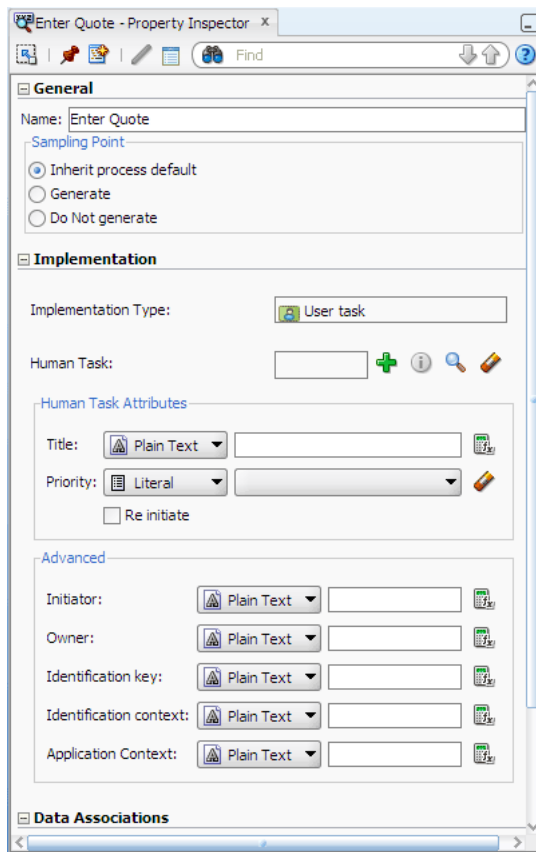 Enter Quote - Property Inspector x
Find
General
Name: Enter Quote
Sampling Point
Inherit process default
Generate
Do Not generate
Implementation
Implementation Type: User task
Human Task:
Human Task Attributes
Title: Plain Text
Priority: Literal
Re initiate
Advanced
Initiator: Plain Text
Owner: Plain Text
Identification key: Plain Text
Identification context: Plain Text
Application Context: Plain Text
Data Associations